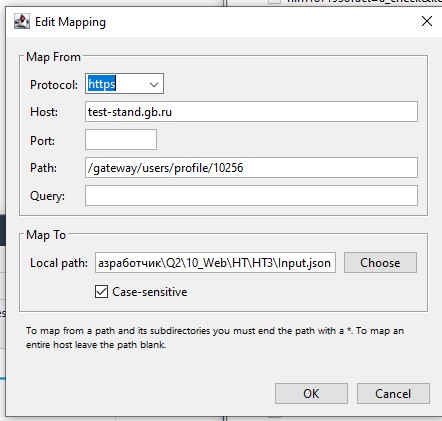 Edit Mapping
Map From
Protocol: https
Host: test-stand.gb.ru
Port:
Path: /gateway/users/profile/10256
Query:
Map To
Local path: азработчик\Q2\10_Web\HT\HT3\Input.json Choose
Case-sensitive
To map from a path and its subdirectories you must end the path with a *. To map an
entire host leave the path blank.
OK Cancel